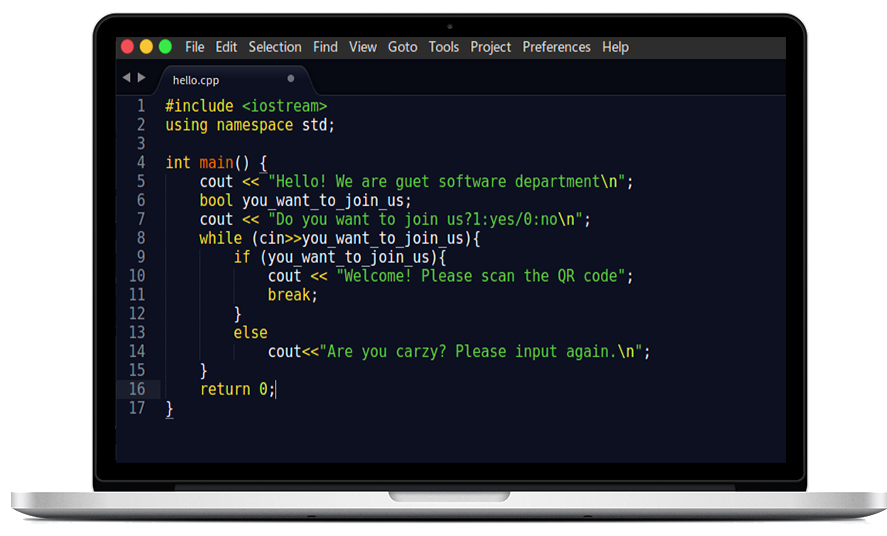 File Edit Selection Find View Goto Tools Project Preferences Help
hello.cpp
1 #include <iostream>
2 using namespace std;
3
4 int main() {
5     cout << "Hello! We are guet software department\n";
6     bool you_want_to_join_us;
7     cout << "Do you want to join us?1:yes/0:no\n";
8     while (cin>>you_want_to_join_us){
9         if (you_want_to_join_us){
10             cout << "Welcome! Please scan the QR code";
11             break;
12         }
13         else
14             cout<<"Are you carzy? Please input again.\n";
15     }
16     return 0;
17 }